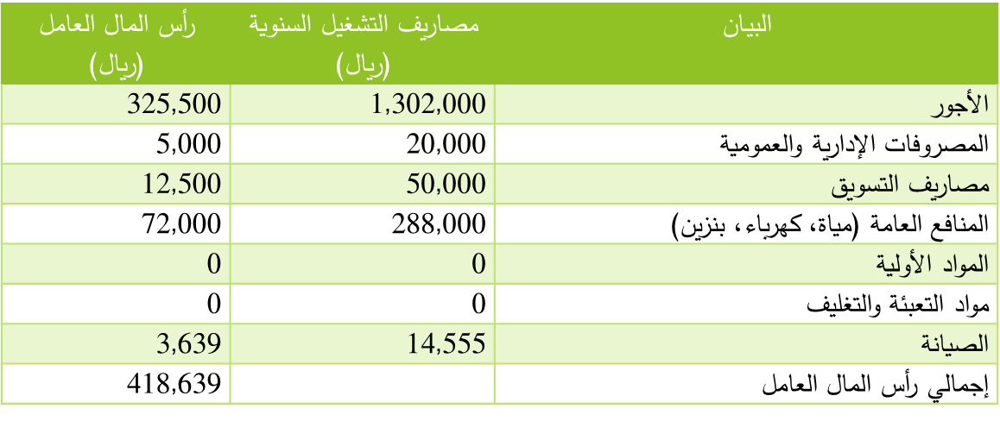 البيان مصاريف التشغيل السنوية رأس المال العامل
(ريال) (ريال)
الأجور 1,302,000 325,500
المصروفات الإدارية والعمومية 20,000 5,000
مصاريف التسويق 50,000 12,500
المنافع العامة (مياة، كهرباء، بنزين) 288,000 72,000
المواد الأولية 0 0
مواد التعبئة والتغليف 0 0
الصيانة 14,555 3,639
إجمالي رأس المال العامل 418,639